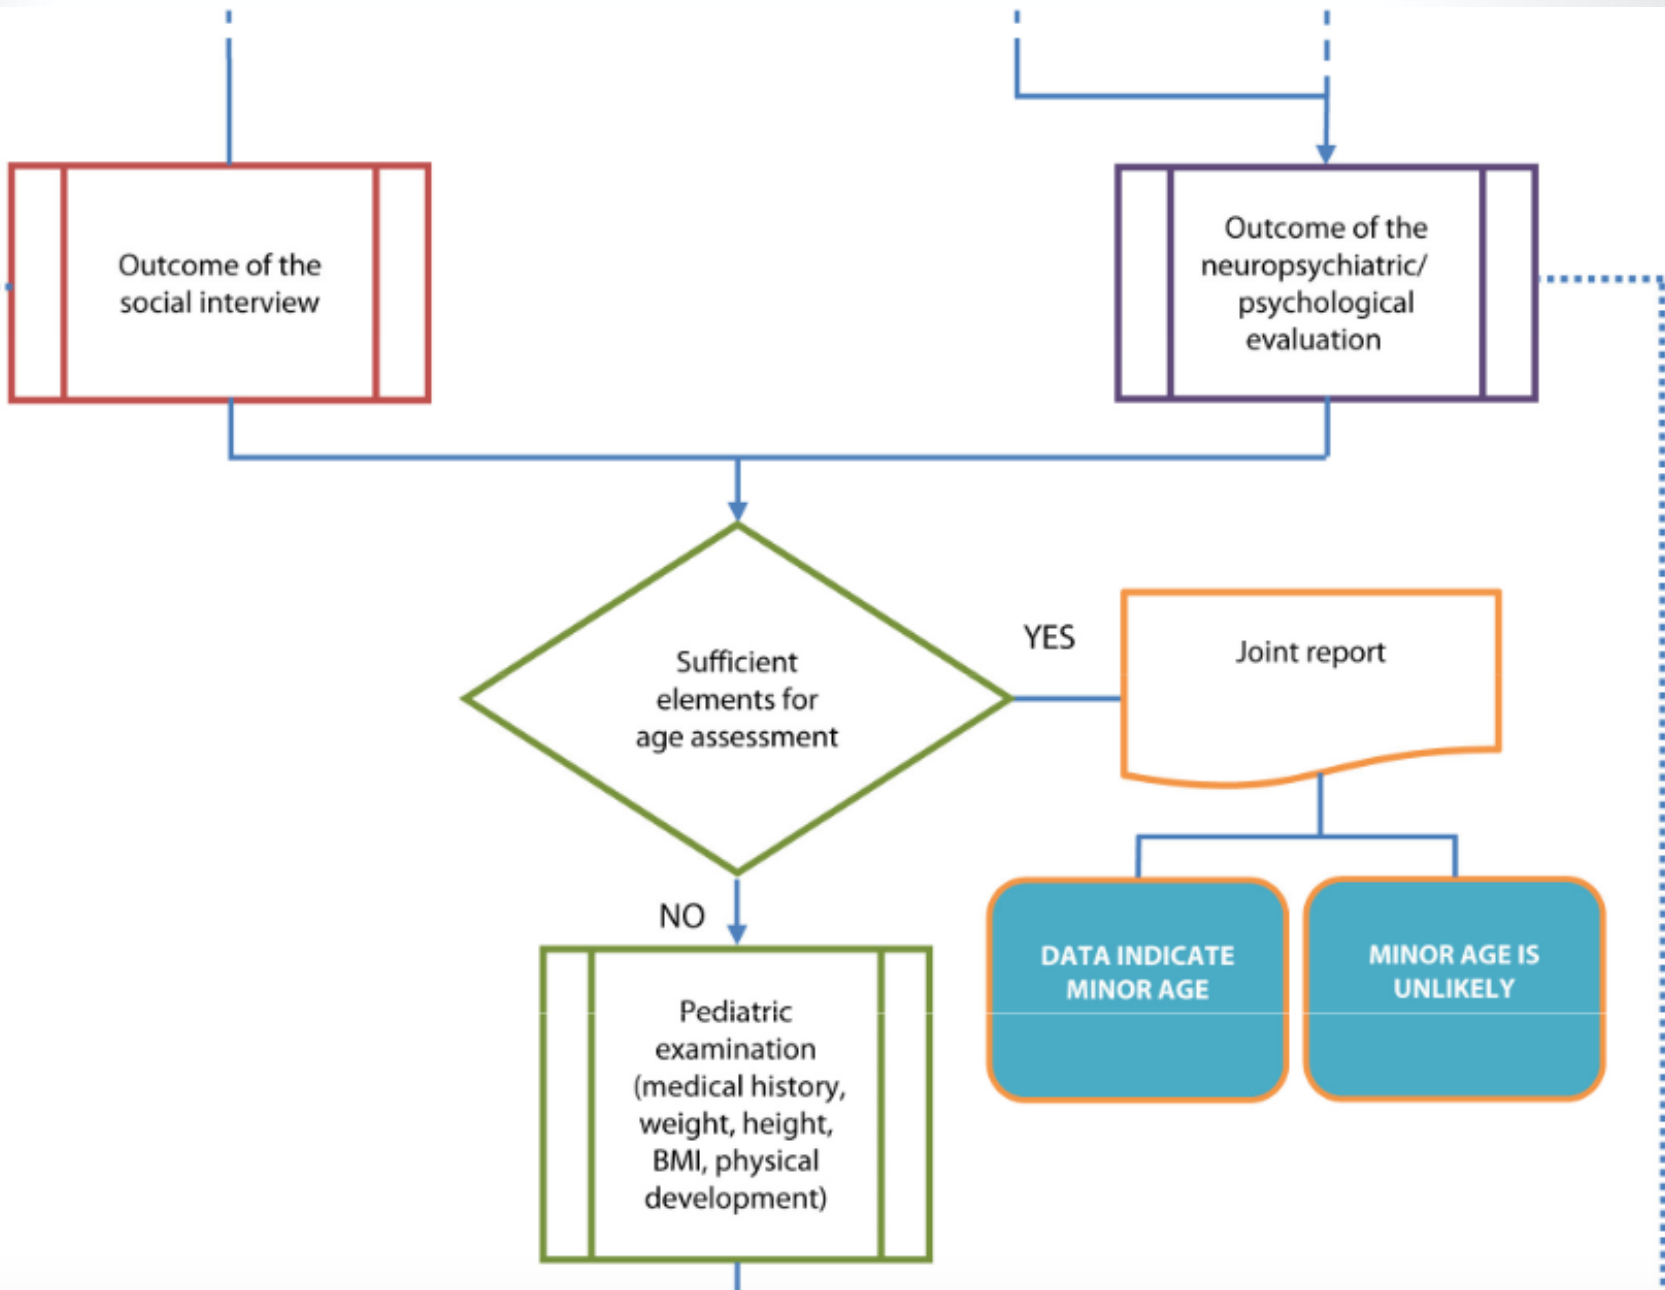 Outcome of the
social interview
Outcome of the
neuropsychiatric/
psychological
evaluation
Sufficient
elements for
age assessment
YES
Joint report
NO
DATA INDICATE
MINOR AGE
MINOR AGE IS
UNLIKELY
Pediatric
examination
(medical history,
weight, height,
BMI, physical
development)